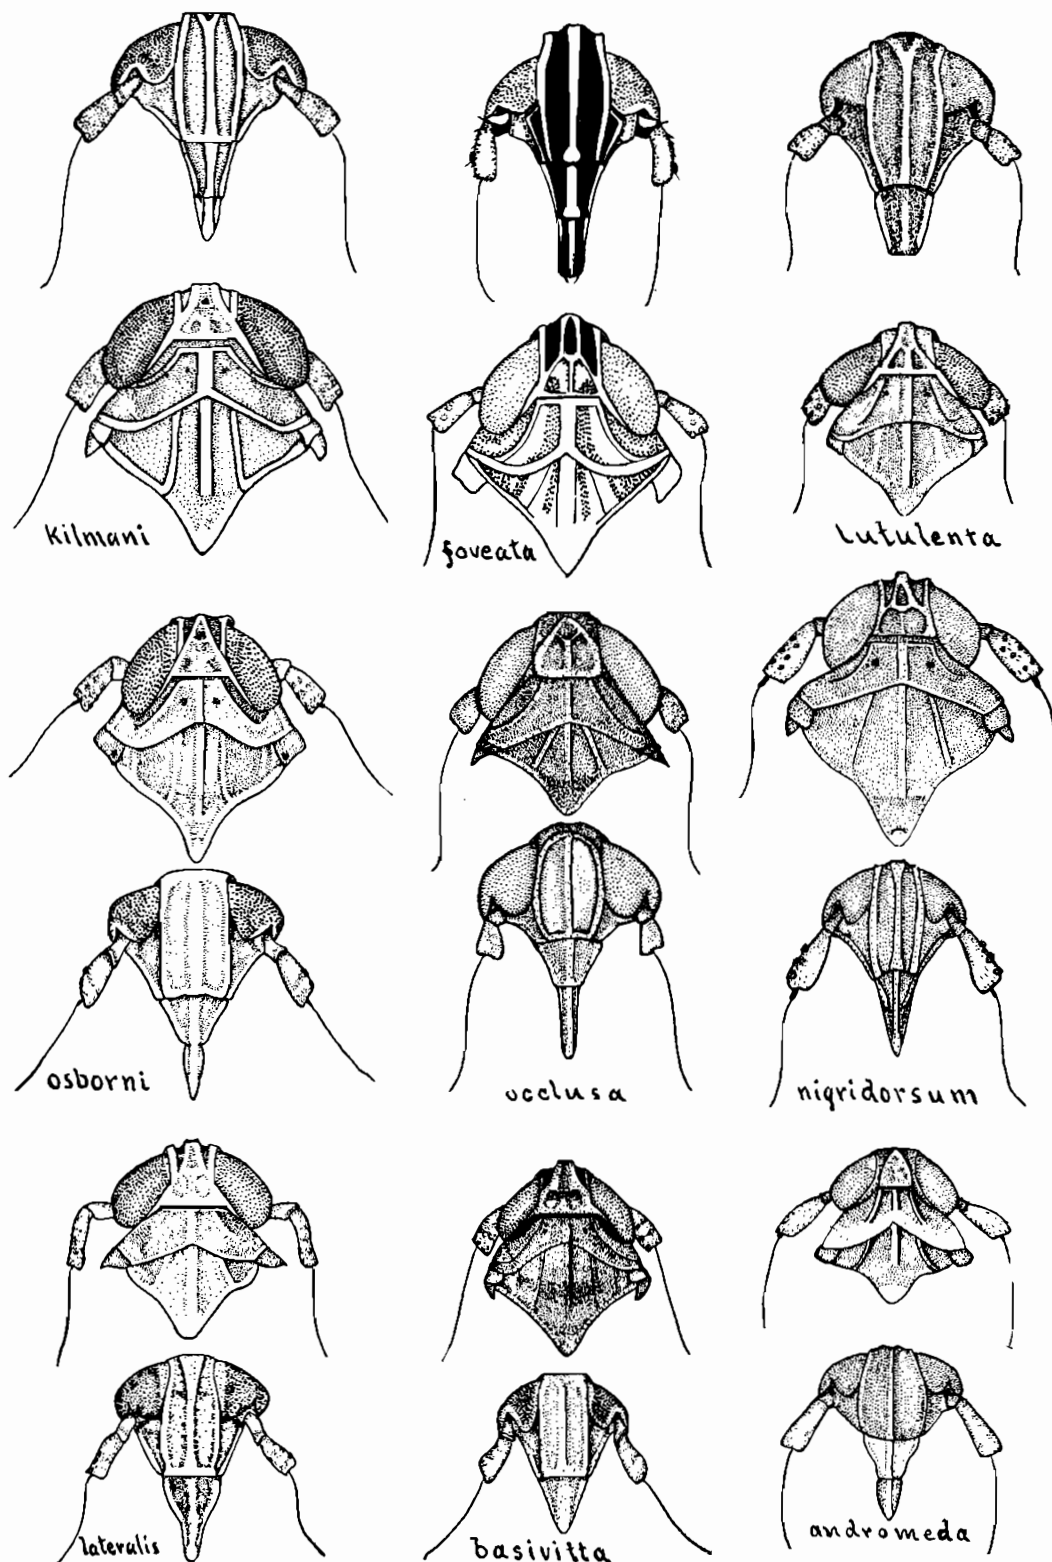 Kilmani
foveata
lutulenta
osborni
occlusa
nigridorsum
lateralis
basivitta
andromeda